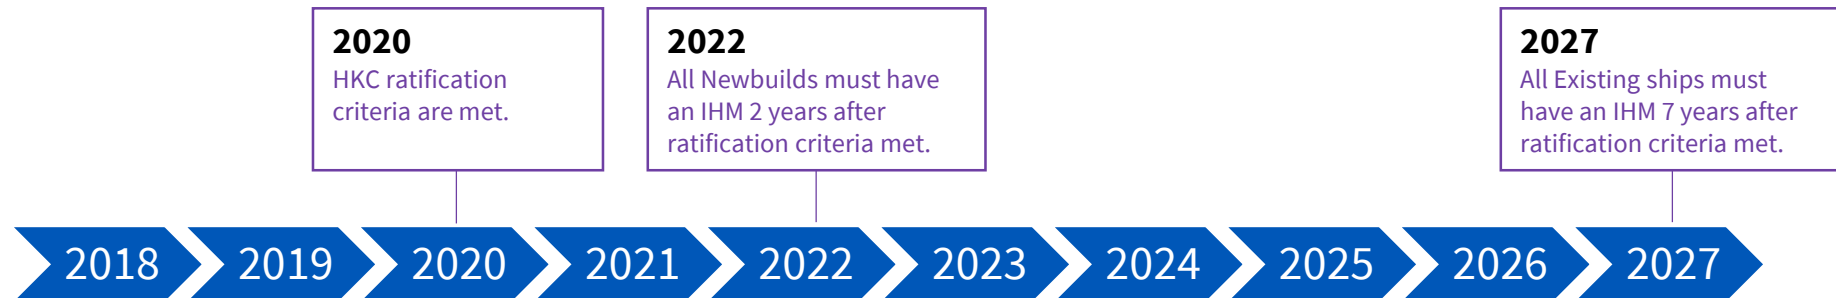 2020
HKC ratification
criteria are met.
2022
All Newbuilds must have
an IHM 2 years after
ratification criteria met.
2027
All Existing ships must
have an IHM 7 years after
ratification criteria met.
2018 2019 2020 2021 2022 2023 2024 2025 2026 2027